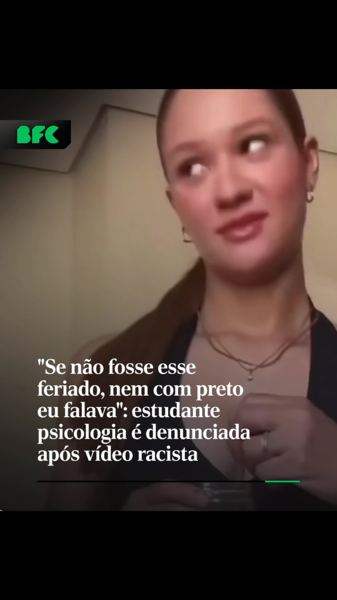 BFC
"Se não fosse esse
feriado, nem com preto
eu falava": estudante
psicologia é denunciada
após vídeo racista